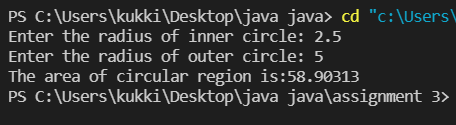 PS C:\Users\kukki\Desktop\java java> cd "c:\Users\
Enter the radius of inner circle: 2.5
Enter the radius of outer circle: 5
The area of circular region is:58.90313
PS C:\Users\kukki\Desktop\java java\assignment 3>